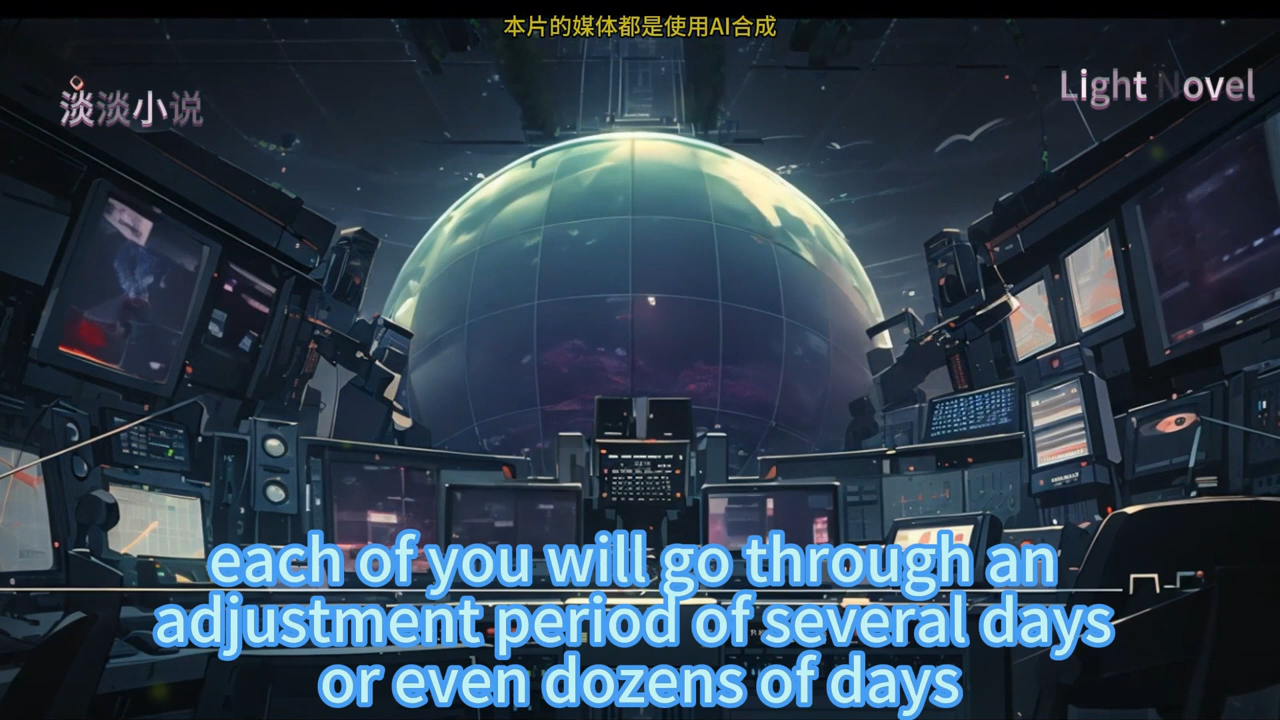 本片的媒体都是使用AI合成
淡淡小说
Light Novel
each of you will go through an
adjustment period of several days
or even dozens of days